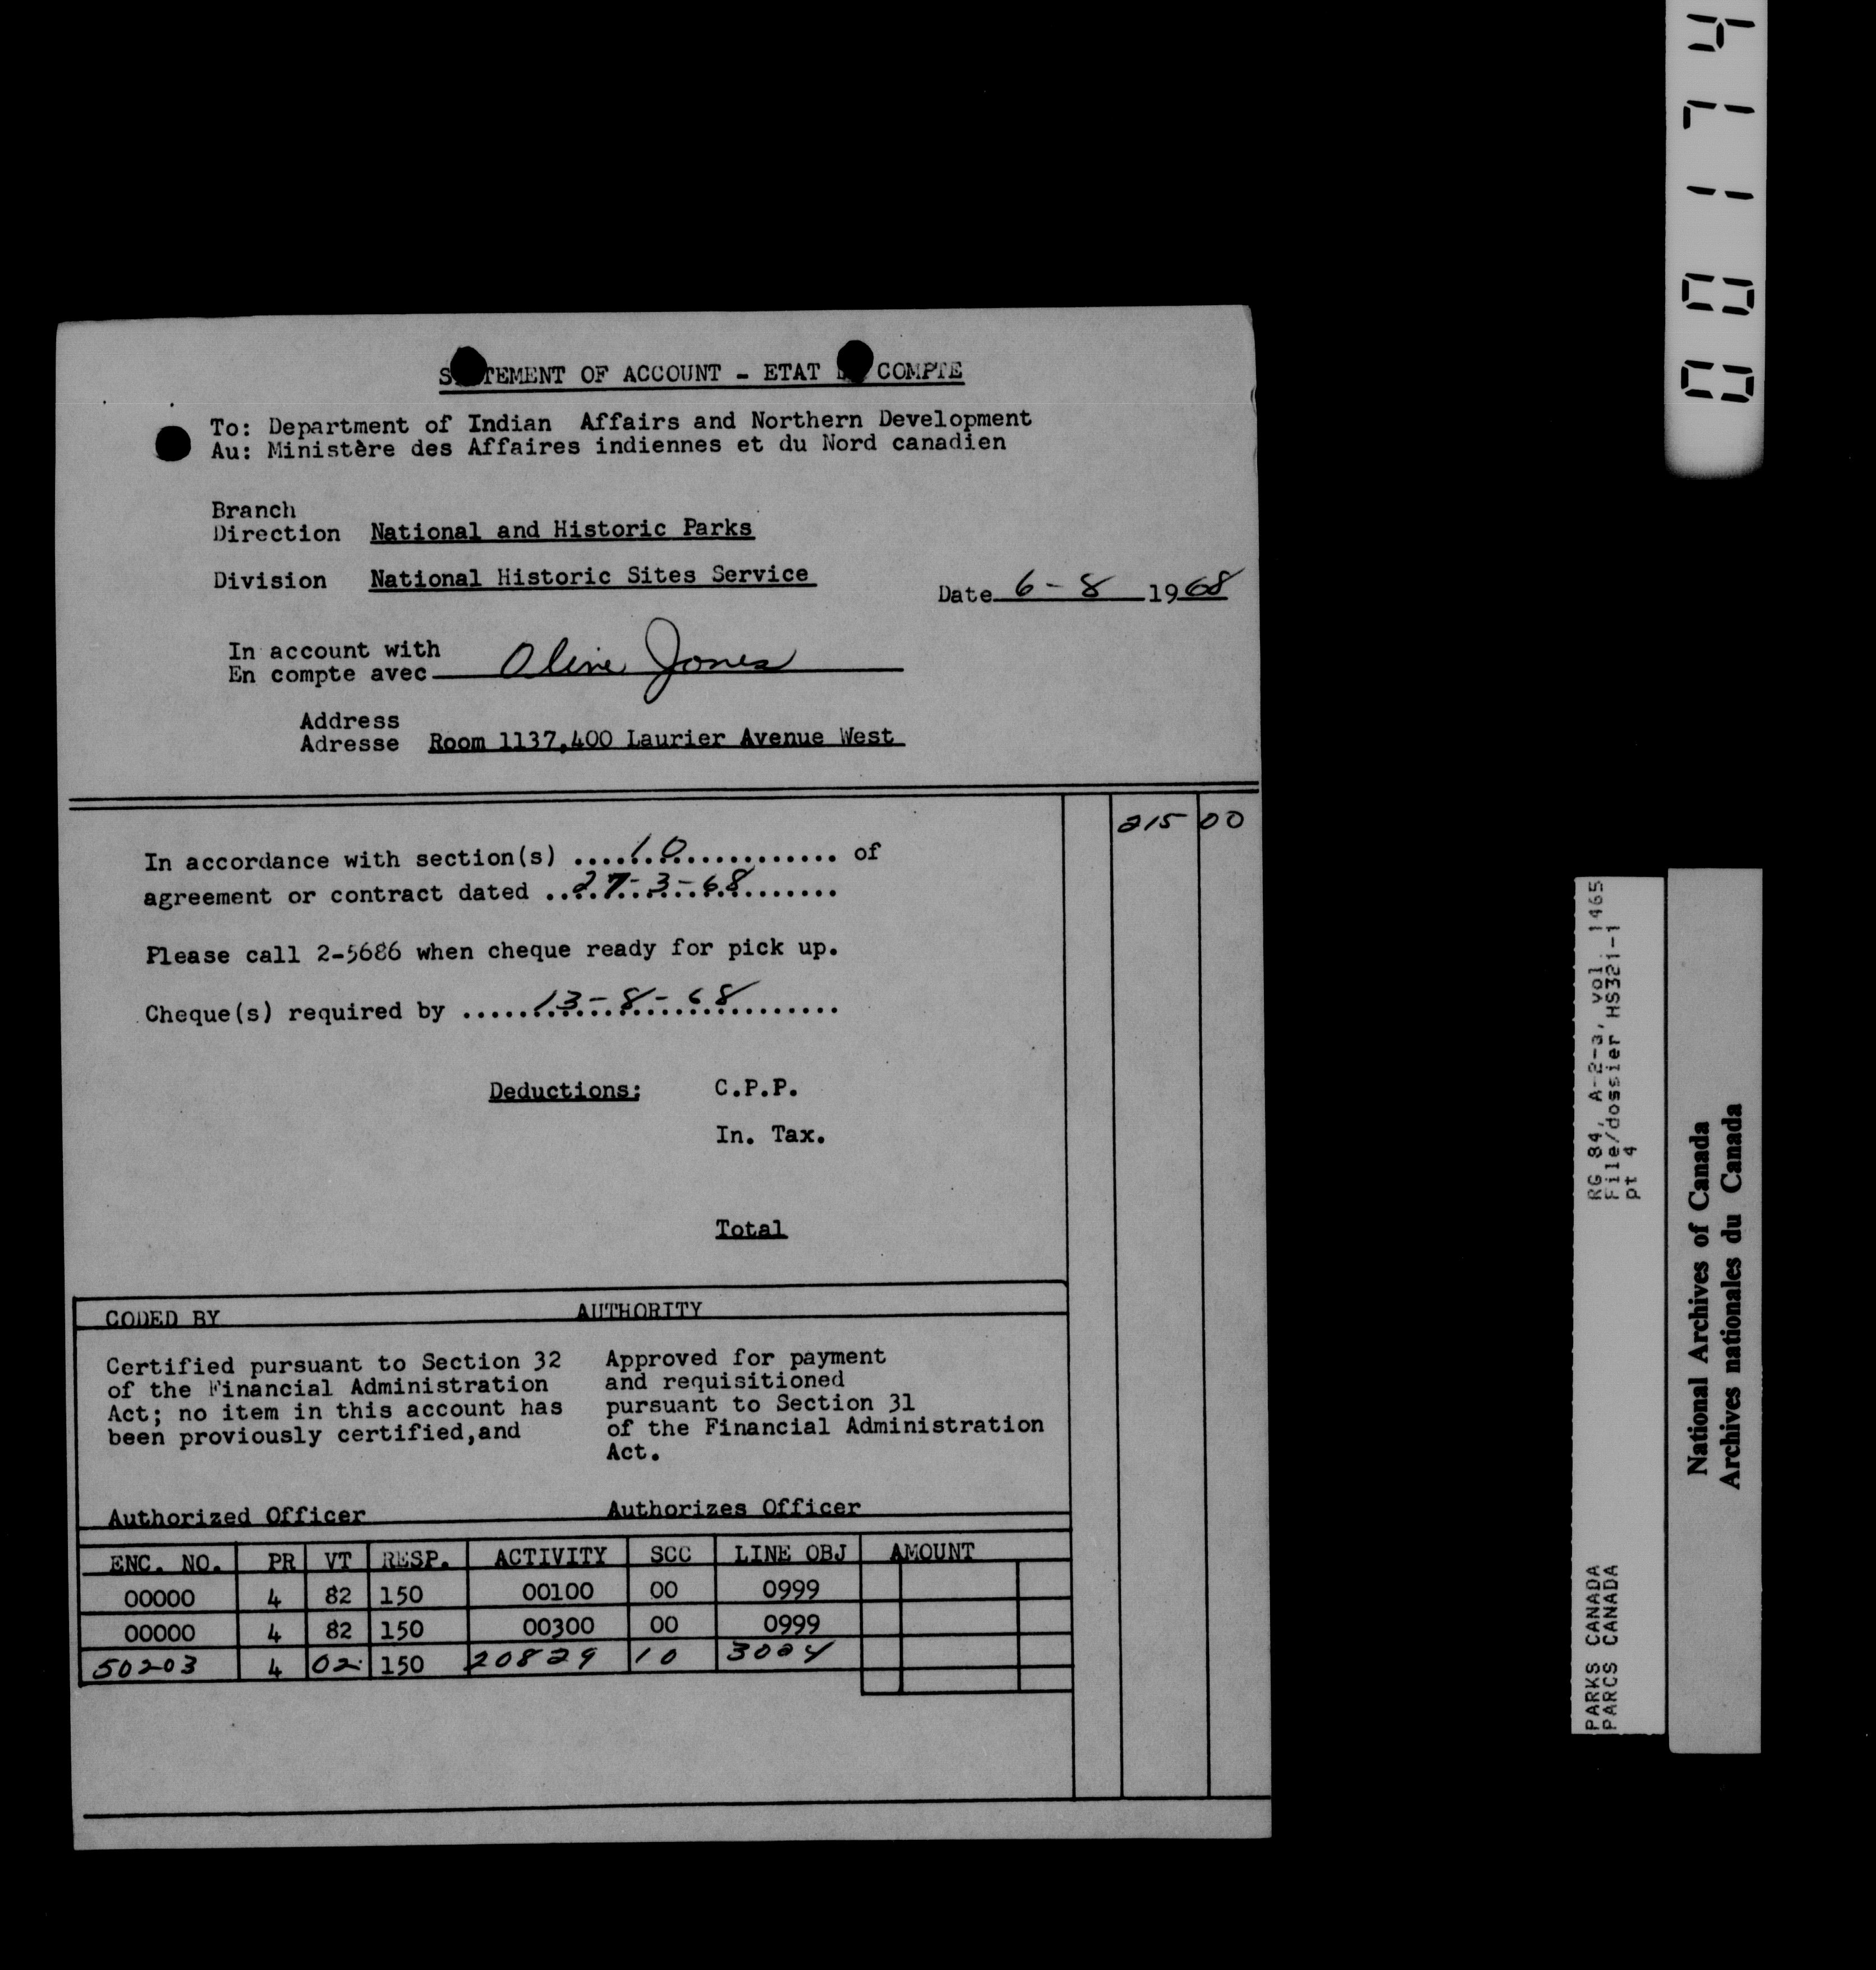 STATEMENT OF ACCOUNT - ETAT DE COMPTE
To: Department of Indian Affairs and Northern Development
Au: Ministère des Affaires indiennes et du Nord canadien
Branch
Direction National and Historic Parks
Division National Historic Sites Service
Date 6-8 1968
In account with
En compte avec Olive Jones
Address
Adresse Room 1137,400 Laurier Avenue West
215 00
In accordance with section(s) ....10.................. of
agreement or contract dated ..27-3-68.......
Please call 2-5686 when cheque ready for pick up.
Cheque(s) required by .....13-8-68.......
Deductions: C.P.P.
In. Tax.
Total
CODED BY AUTHORITY
Certified pursuant to Section 32
of the Financial Administration
Act; no item in this account has
been proviously certified,and
Approved for payment
and requisitioned
pursuant to Section 31
of the Financial Administration
Act.
Authorized Officer Authorizes Officer
ENC. NO. PR VT RESP. ACTIVITY SCC LINE OBJ AMOUNT
00000 4 82 150 00100 00 0999
00000 4 82 150 00300 00 0999
50203 4 02 150 20829 10 3024
RG 84, A-2-a, vol. 1465
File/dossier HS321-1
pt 4
PARKS CANADA
PARCS CANADA
National Archives of Canada
Archives nationales du Canada